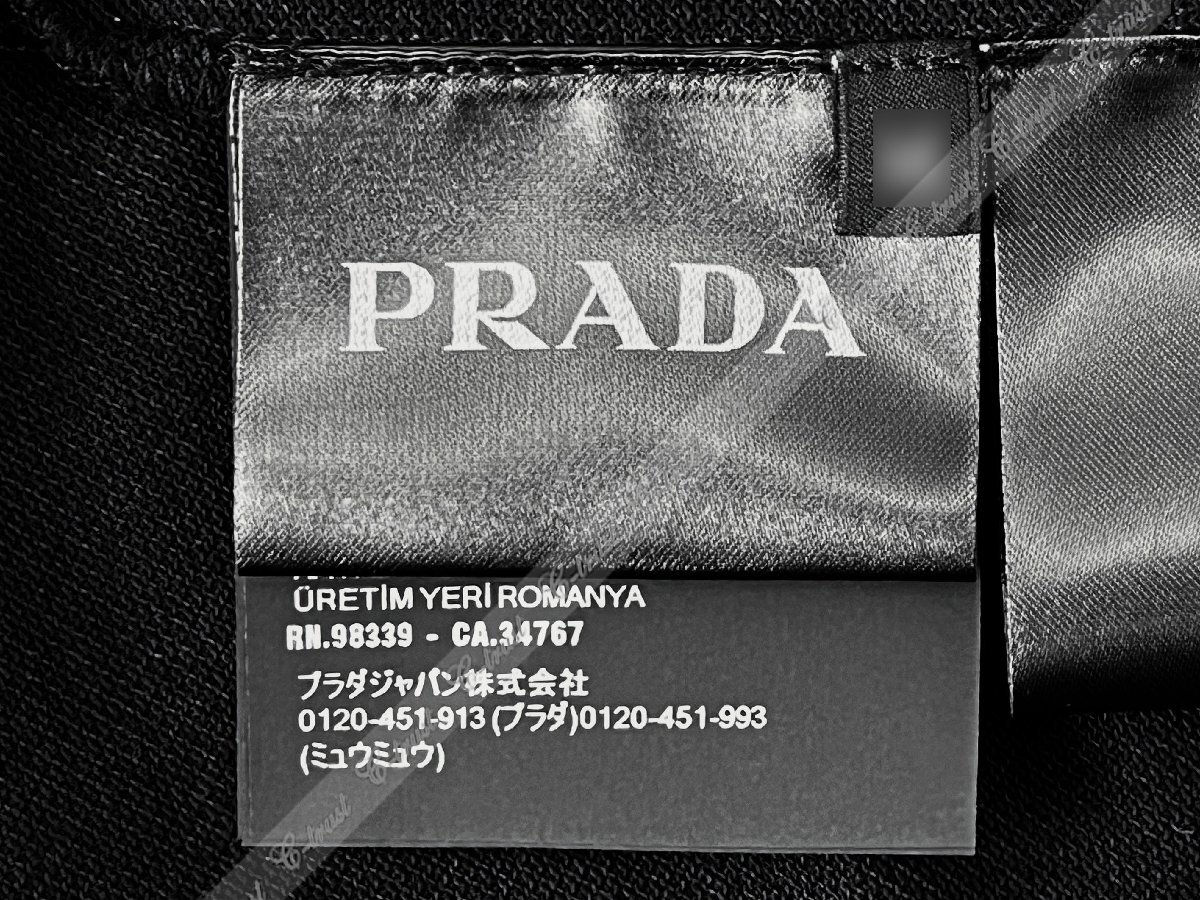 PRADA
ÜRETİM YERİ ROMANYA
RN.98339 - CA.34767
プラダジャパン株式会社
0120-451-913 (プラダ)0120-451-993
(ミュウミュウ)